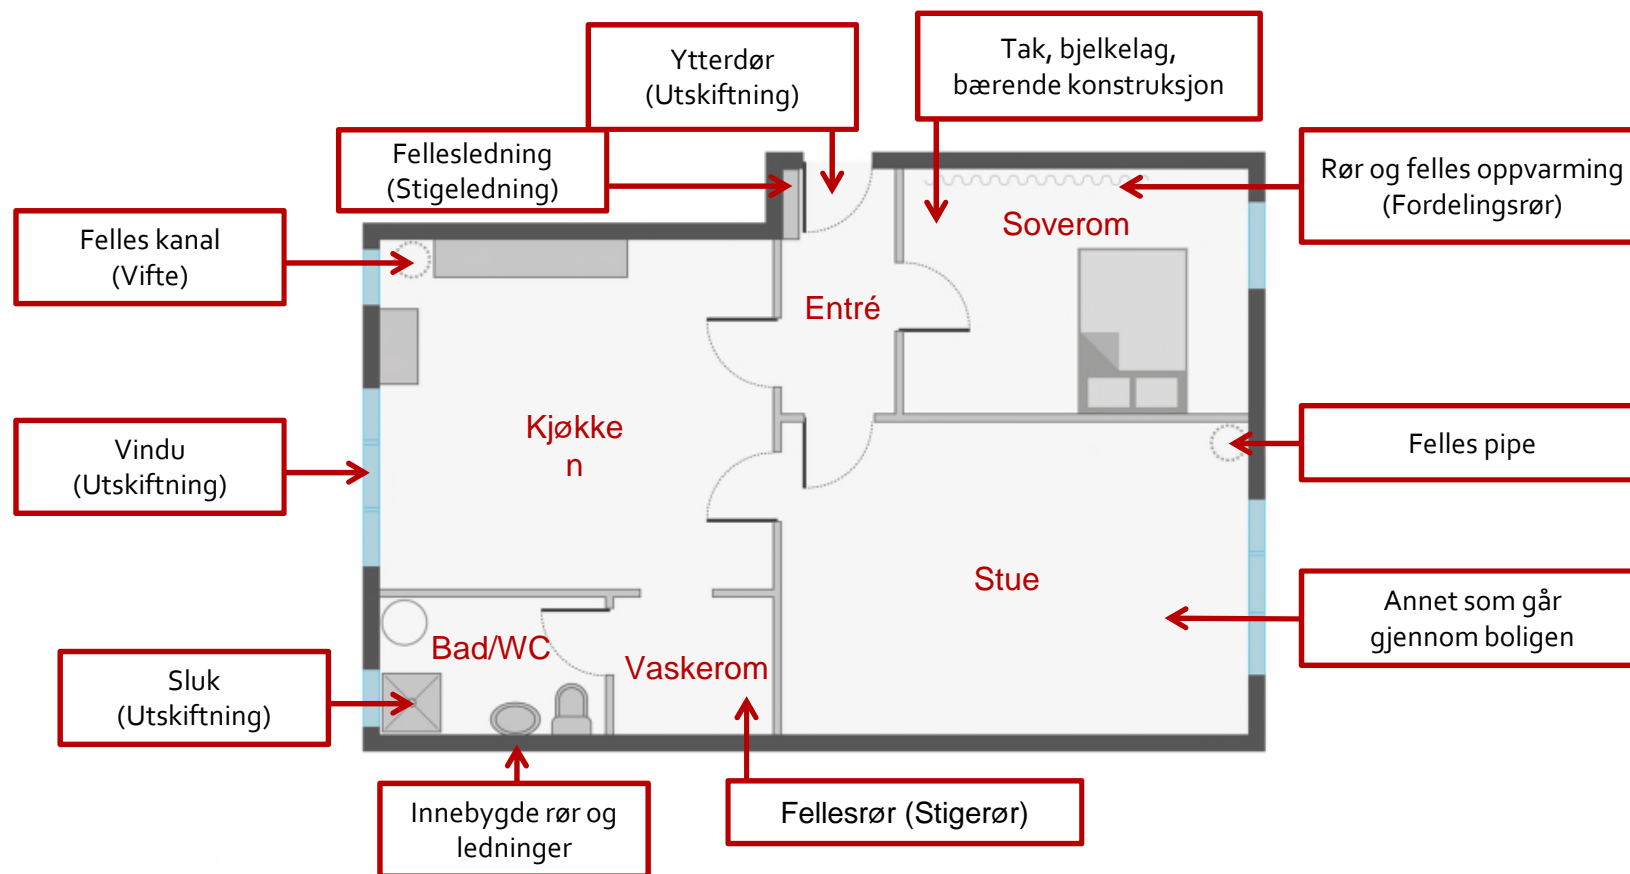 Ytterdør
(Utskiftning)
Tak, bjelkelag,
bærende konstruksjon
Fellesledning
(Stigeledning)
Rør og felles oppvarming
(Fordelingsrør)
Felles kanal
(Vifte)
Soverom
Entré
Kjøkke
n
Vindu
(Utskiftning)
Felles pipe
Stue
Annet som går
gjennom boligen
Bad/WC
Vaskerom
Sluk
(Utskiftning)
Innebygde rør og
ledninger
Fellesrør (Stigerør)